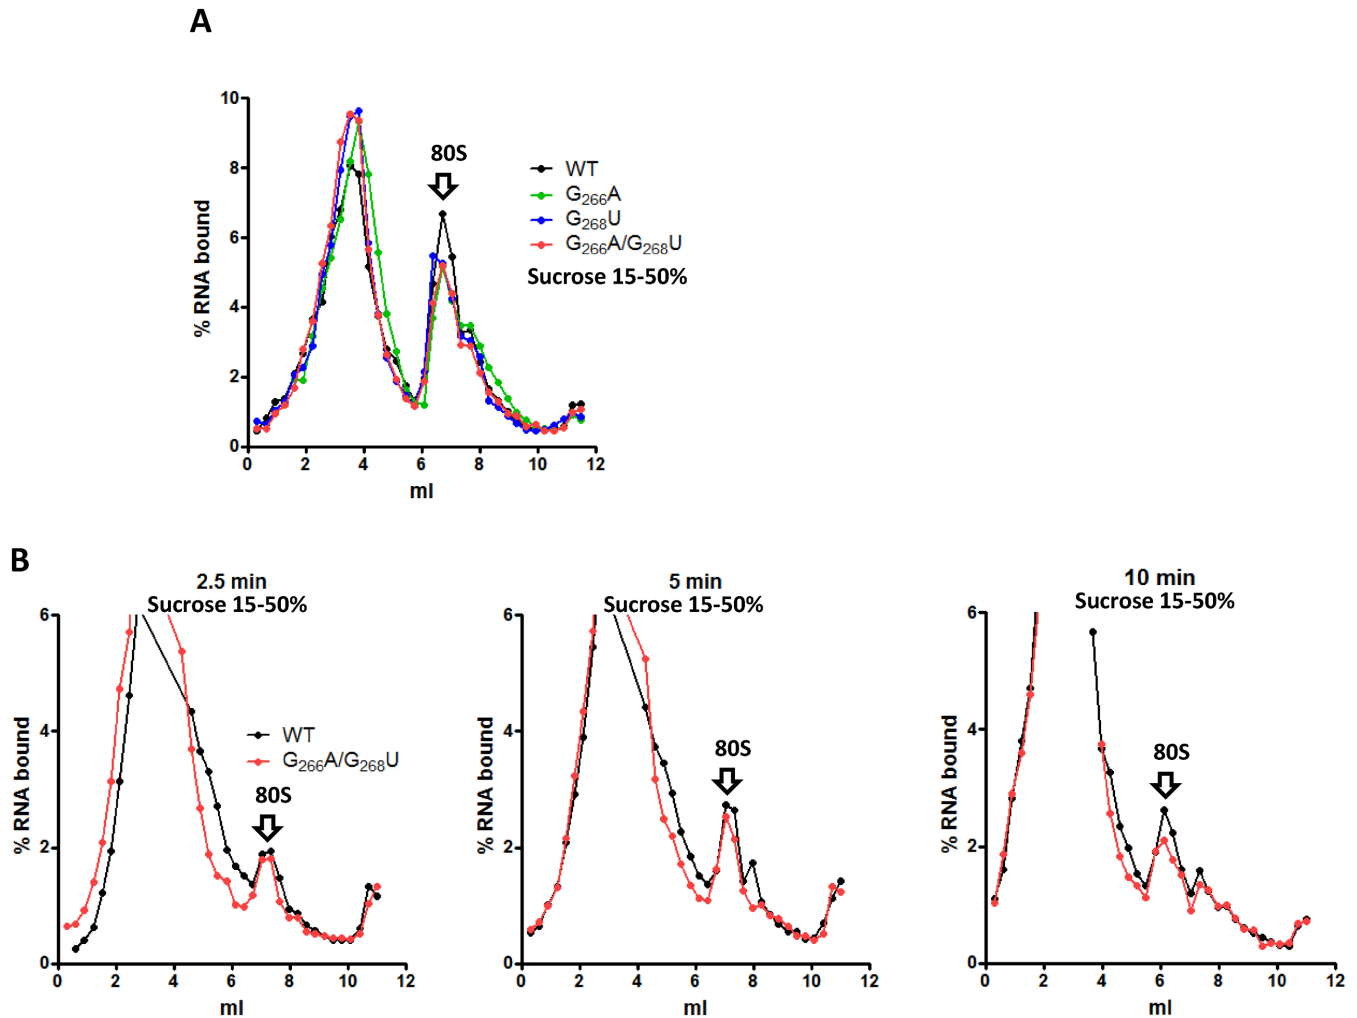 A
10
8
6
4
2
0
% RNA bound
0 2 4 6 8 10 12
ml
80S
WT
G266A
G268U
G266A/G268U
Sucrose 15-50%
B
2.5 min
Sucrose 15-50%
6
4
2
0
% RNA bound
0 2 4 6 8 10 12
ml
WT
G266A/G268U
80S
5 min
Sucrose 15-50%
6
4
2
0
% RNA bound
0 2 4 6 8 10 12
ml
80S
10 min
Sucrose 15-50%
6
4
2
0
% RNA bound
0 2 4 6 8 10 12
ml
80S